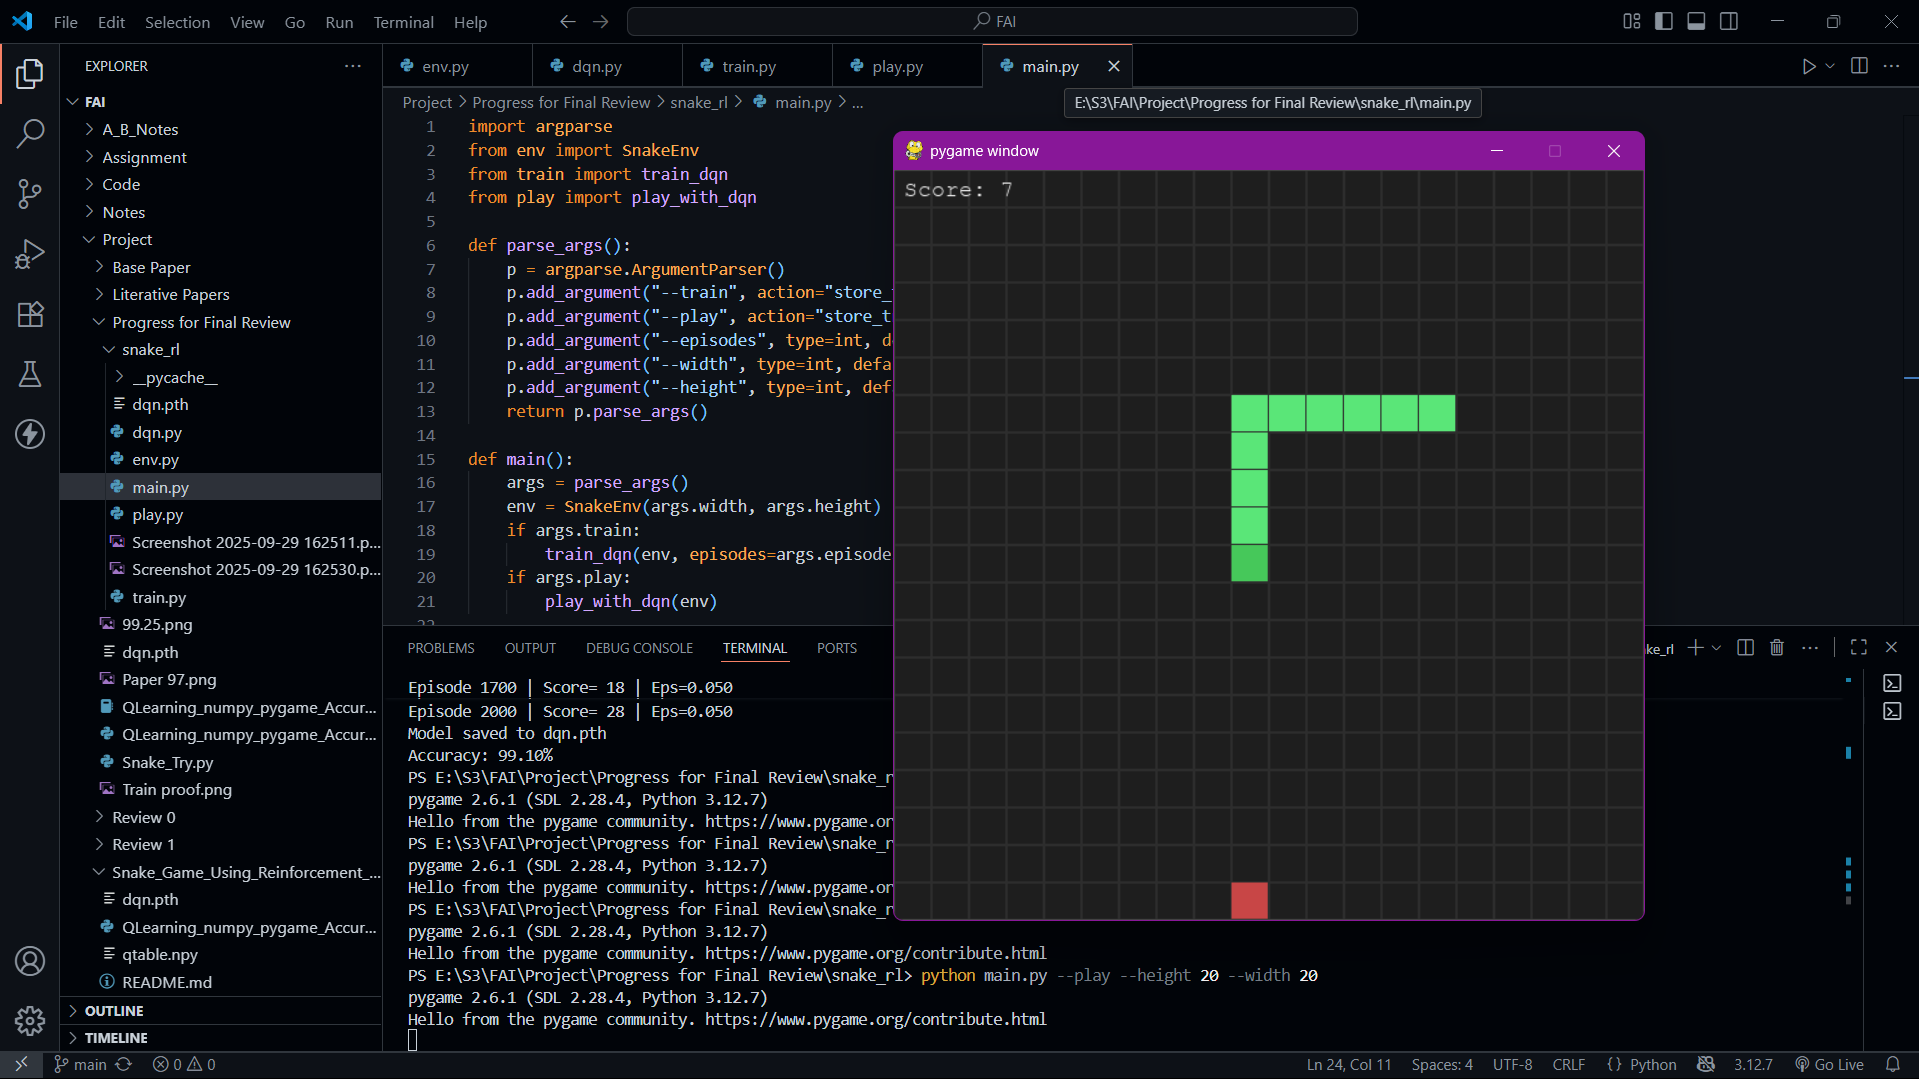 File Edit Selection View Go Run Terminal Help
FAI
EXPLORER
FAI
A_B_Notes
Assignment
Code
Notes
Project
Base Paper
Literative Papers
Progress for Final Review
snake_rl
__pycache__
dqn.pth
dqn.py
env.py
main.py
play.py
Screenshot 2025-09-29 162511.p...
Screenshot 2025-09-29 162530.p...
train.py
99.25.png
dqn.pth
Paper 97.png
QLearning_numpy_pygame_Accur...
QLearning_numpy_pygame_Accur...
Snake_Try.py
Train proof.png
Review 0
Review 1
Snake_Game_Using_Reinforcement_...
dqn.pth
QLearning_numpy_pygame_Accur...
qtable.npy
README.md
OUTLINE
TIMELINE
env.py dqn.py train.py play.py main.py
Project > Progress for Final Review > snake_rl > main.py > ...
E:\S3\FAI\Project\Progress for Final Review\snake_rl\main.py
1 import argparse
2 from env import SnakeEnv
3 from train import train_dqn
4 from play import play_with_dqn
5
6 def parse_args():
7 p = argparse.ArgumentParser()
8 p.add_argument("--train", action="store_
9 p.add_argument("--play", action="store_t
10 p.add_argument("--episodes", type=int, d
11 p.add_argument("--width", type=int, defa
12 p.add_argument("--height", type=int, def
13 return p.parse_args()
14
15 def main():
16 args = parse_args()
17 env = SnakeEnv(args.width, args.height)
18 if args.train:
19 train_dqn(env, episodes=args.episode
20 if args.play:
21 play_with_dqn(env)
22
pygame window
Score: 7
PROBLEMS OUTPUT DEBUG CONSOLE TERMINAL PORTS
ke_rl
Episode 1700 | Score= 18 | Eps=0.050
Episode 2000 | Score= 28 | Eps=0.050
Model saved to dqn.pth
Accuracy: 99.10%
PS E:\S3\FAI\Project\Progress for Final Review\snake_r
pygame 2.6.1 (SDL 2.28.4, Python 3.12.7)
Hello from the pygame community. https://www.pygame.or
PS E:\S3\FAI\Project\Progress for Final Review\snake_r
pygame 2.6.1 (SDL 2.28.4, Python 3.12.7)
Hello from the pygame community. https://www.pygame.or
PS E:\S3\FAI\Project\Progress for Final Review\snake_r
pygame 2.6.1 (SDL 2.28.4, Python 3.12.7)
Hello from the pygame community. https://www.pygame.org/contribute.html
PS E:\S3\FAI\Project\Progress for Final Review\snake_rl> python main.py --play --height 20 --width 20
pygame 2.6.1 (SDL 2.28.4, Python 3.12.7)
Hello from the pygame community. https://www.pygame.org/contribute.html
main 0 0 Ln 24, Col 11 Spaces: 4 UTF-8 CRLF {} Python 3.12.7 Go Live